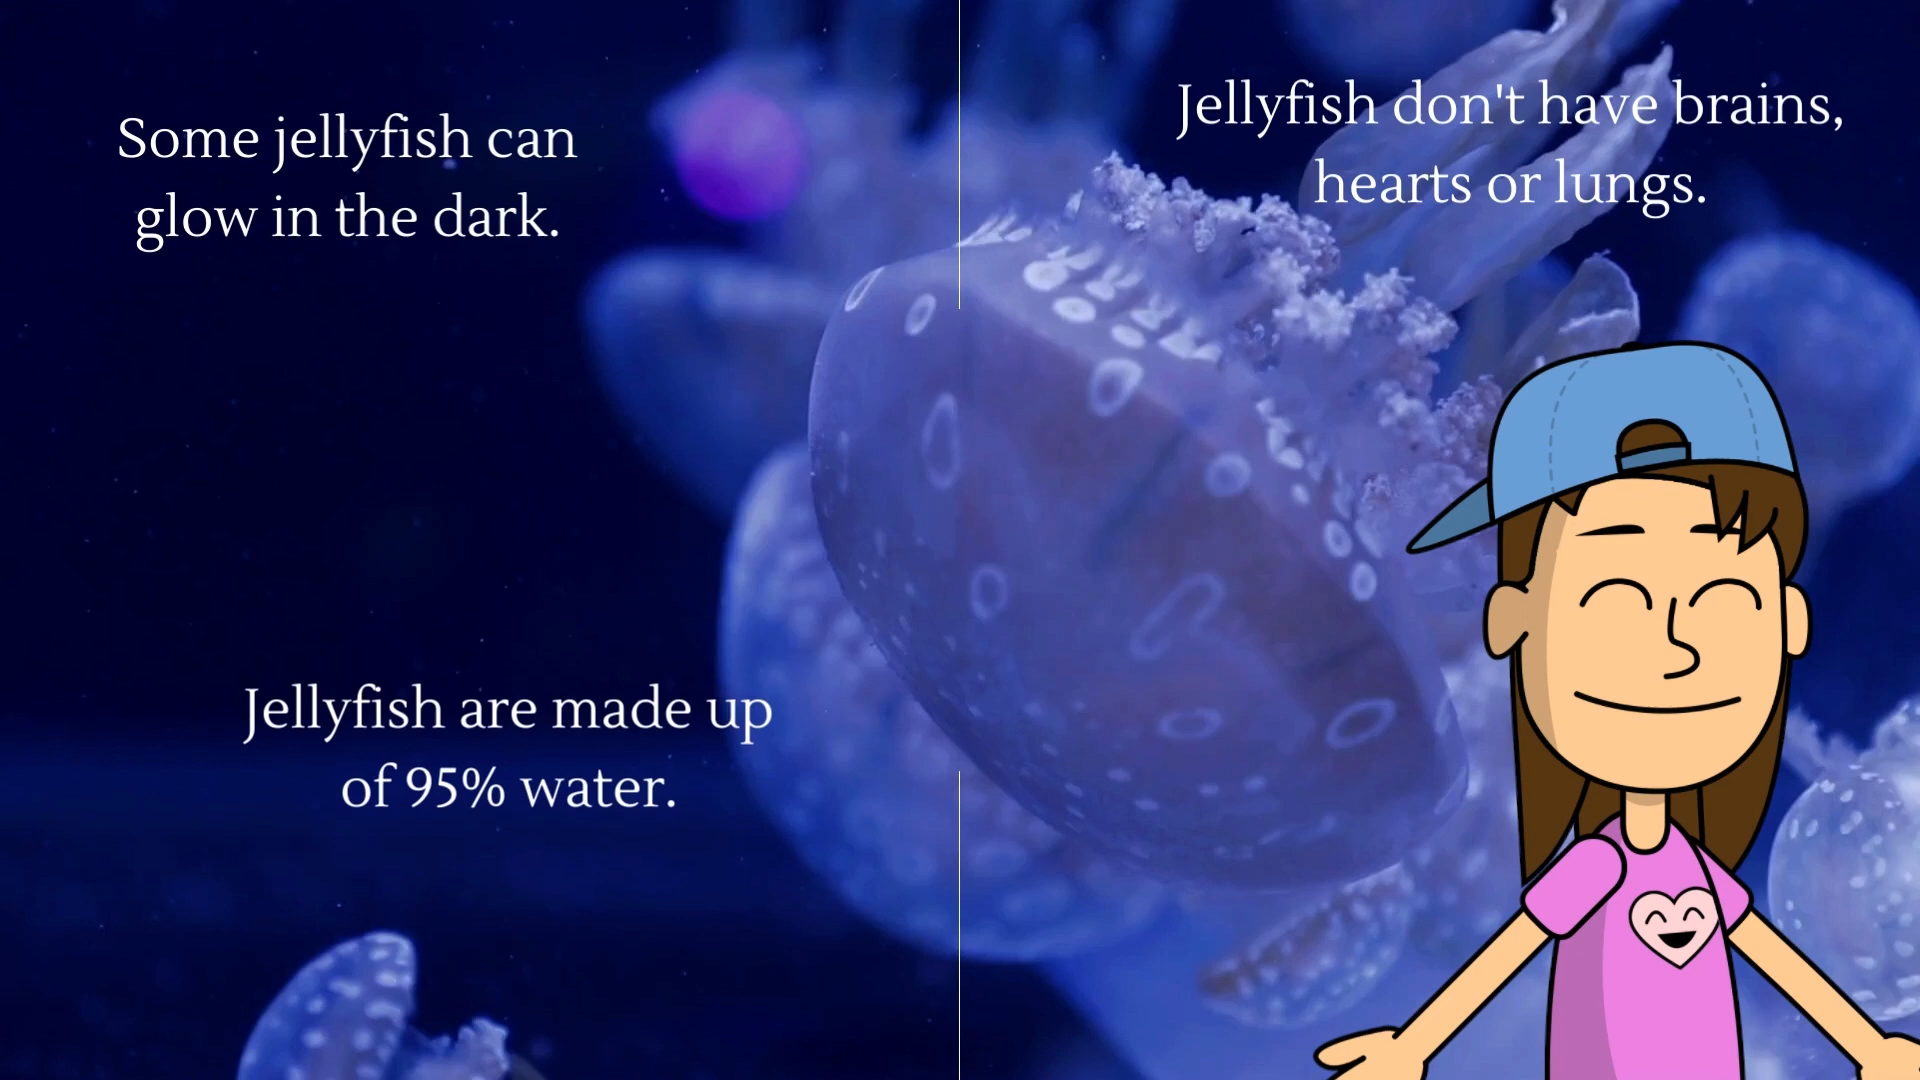 Some jellyfish can
glow in the dark.
Jellyfish don't have brains,
hearts or lungs.
Jellyfish are made up
of 95% water.